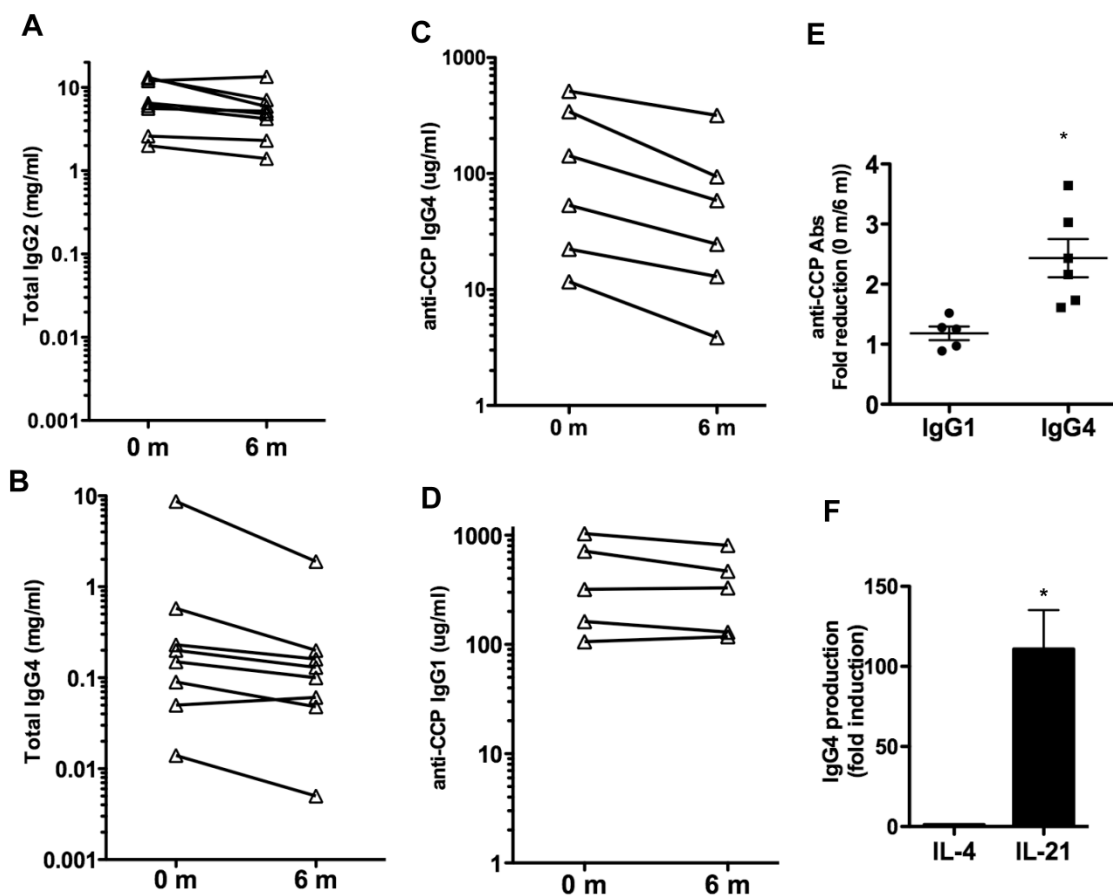 A
Total IgG2 (mg/ml)
10
1
0.1
0.01
0.001
0 m 6 m
B
Total IgG4 (mg/ml)
10
1
0.1
0.01
0.001
0 m 6 m
C
anti-CCP IgG4 (ug/ml)
1000
100
10
1
0 m 6 m
D
anti-CCP IgG1 (ug/ml)
1000
100
10
1
0 m 6 m
E
anti-CCP Abs
Fold reduction (0 m/6 m))
*
4
3
2
1
0
IgG1 IgG4
F
IgG4 production
(fold induction)
*
150
100
50
0
IL-4 IL-21